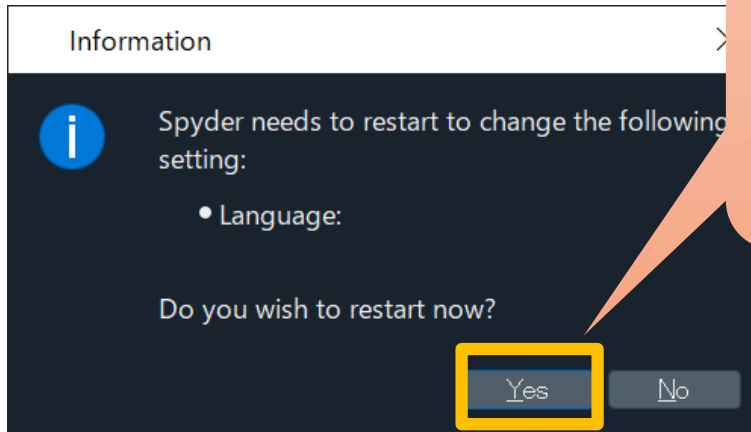 Information
Spyder needs to restart to change the following
setting:
• Language:
Do you wish to restart now?
Yes No